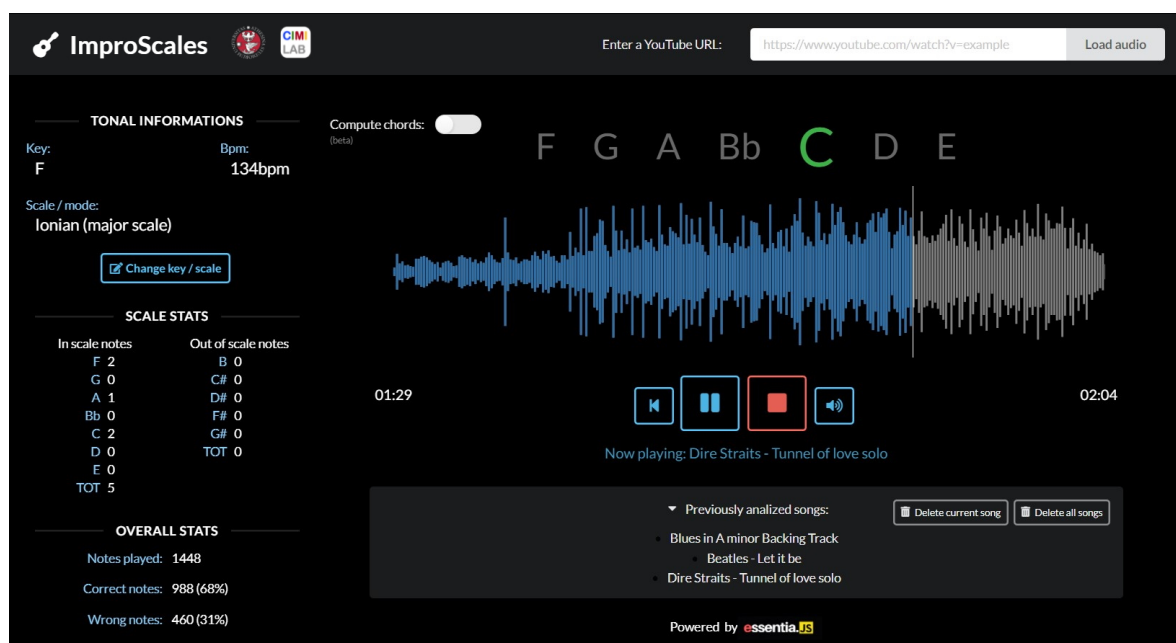 ImproScales
CIMI
LAB
Enter a YouTube URL:
https://www.youtube.com/watch?v=example
Load audio
TONAL INFORMATIONS
Key:
Bpm:
F
134bpm
Scale / mode:
Ionian (major scale)
Change key / scale
SCALE STATS
In scale notes
Out of scale notes
F 2
B 0
G 0
C# 0
A 1
D# 0
Bb 0
F# 0
C 2
G# 0
D 0
TOT 0
E 0
TOT 5
OVERALL STATS
Notes played: 1448
Correct notes: 988 (68%)
Wrong notes: 460 (31%)
Compute chords:
(beta)
F G A Bb C D E
01:29
02:04
Now playing: Dire Straits - Tunnel of love solo
Previously analized songs:
Delete current song
Delete all songs
Blues in A minor Backing Track
Beatles - Let it be
Dire Straits - Tunnel of love solo
Powered by essentia.JS